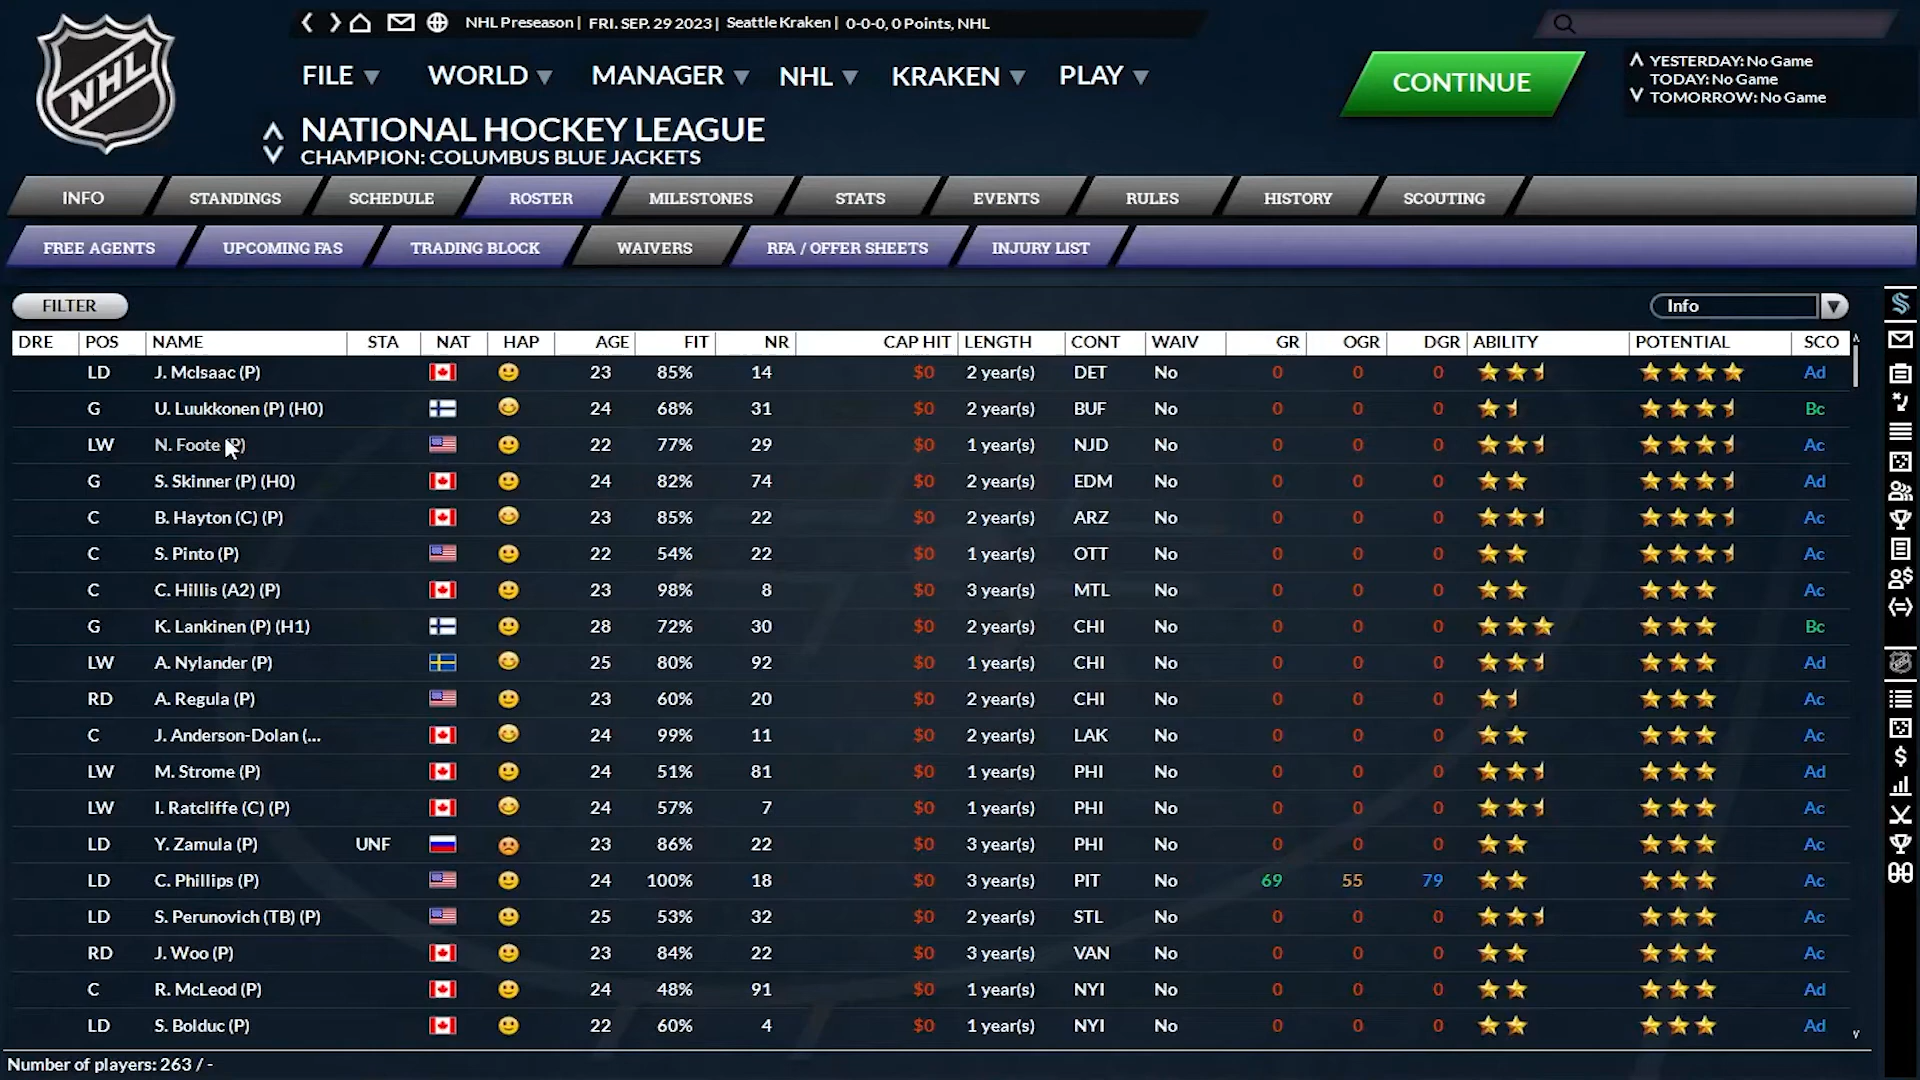 NHL Preseason | FRI. SEP. 29 2023 | Seattle Kraken | 0-0-0, 0 Points, NHL
NHL
FILE WORLD MANAGER NHL KRAKEN PLAY
CONTINUE
YESTERDAY: No Game
TODAY: No Game
TOMORROW: No Game
NATIONAL HOCKEY LEAGUE
CHAMPION: COLUMBUS BLUE JACKETS
INFO STANDINGS SCHEDULE ROSTER MILESTONES STATS EVENTS RULES HISTORY SCOUTING
FREE AGENTS UPCOMING FAS TRADING BLOCK WAIVERS RFA / OFFER SHEETS INJURY LIST
FILTER Info
DRE POS NAME STA NAT HAP AGE FIT NR CAP HIT LENGTH CONT WAIV GR OGR DGR ABILITY POTENTIAL SCO
LD J. McIsaac (P) 23 85% 14 $0 2 year(s) DET No 0 0 0 Ad
G U. Luukkonen (P) (H0) 24 68% 31 $0 2 year(s) BUF No 0 0 0 Bc
LW N. Foote (P) 22 77% 29 $0 1 year(s) NJD No 0 0 0 Ac
G S. Skinner (P) (H0) 24 82% 74 $0 2 year(s) EDM No 0 0 0 Ad
C B. Hayton (C) (P) 23 85% 22 $0 2 year(s) ARZ No 0 0 0 Ac
C S. Pinto (P) 22 54% 22 $0 1 year(s) OTT No 0 0 0 Ac
C C. Hillis (A2) (P) 23 98% 8 $0 3 year(s) MTL No 0 0 0 Ac
G K. Lankinen (P) (H1) 28 72% 30 $0 2 year(s) CHI No 0 0 0 Bc
LW A. Nylander (P) 25 80% 92 $0 1 year(s) CHI No 0 0 0 Ad
RD A. Regula (P) 23 60% 20 $0 2 year(s) CHI No 0 0 0 Ac
C J. Anderson-Dolan (... 24 99% 11 $0 2 year(s) LAK No 0 0 0 Ac
LW M. Strome (P) 24 51% 81 $0 1 year(s) PHI No 0 0 0 Ad
LW I. Ratcliffe (C) (P) 24 57% 7 $0 1 year(s) PHI No 0 0 0 Ac
LD Y. Zamula (P) UNF 23 86% 22 $0 3 year(s) PHI No 0 0 0 Ac
LD C. Phillips (P) 24 100% 18 $0 3 year(s) PIT No 69 55 79 Ac
LD S. Perunovich (TB) (P) 25 53% 32 $0 2 year(s) STL No 0 0 0 Ac
RD J. Woo (P) 23 84% 22 $0 3 year(s) VAN No 0 0 0 Ac
C R. McLeod (P) 24 48% 91 $0 1 year(s) NYI No 0 0 0 Ad
LD S. Bolduc (P) 22 60% 4 $0 1 year(s) NYI No 0 0 0 Ad
Number of players: 263 / -